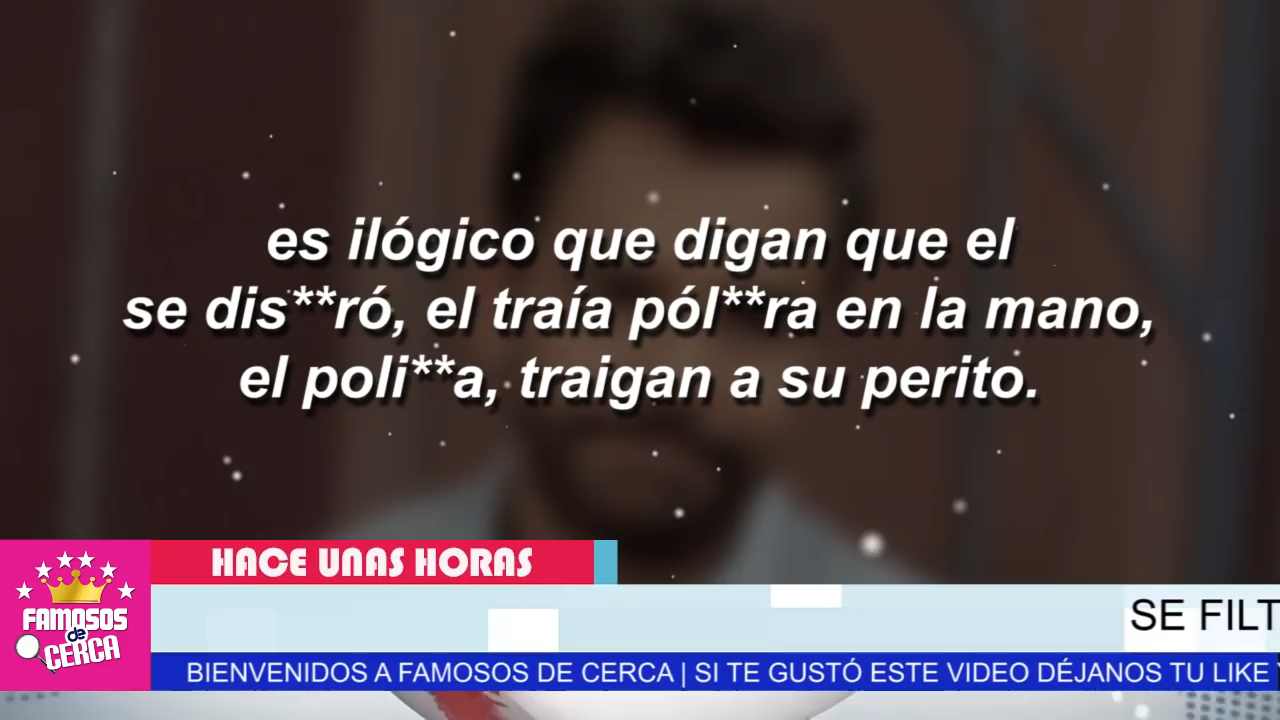 es ilógico que digan que el
se dis**ró, el traía pól**ra en la mano,
el poli**a, traigan a su perito.
HACE UNAS HORAS
FAMOSOS
de
CERCA
SE FILT
BIENVENIDOS A FAMOSOS DE CERCA | SI TE GUSTÓ ESTE VIDEO DÉJANOS TU LIKE